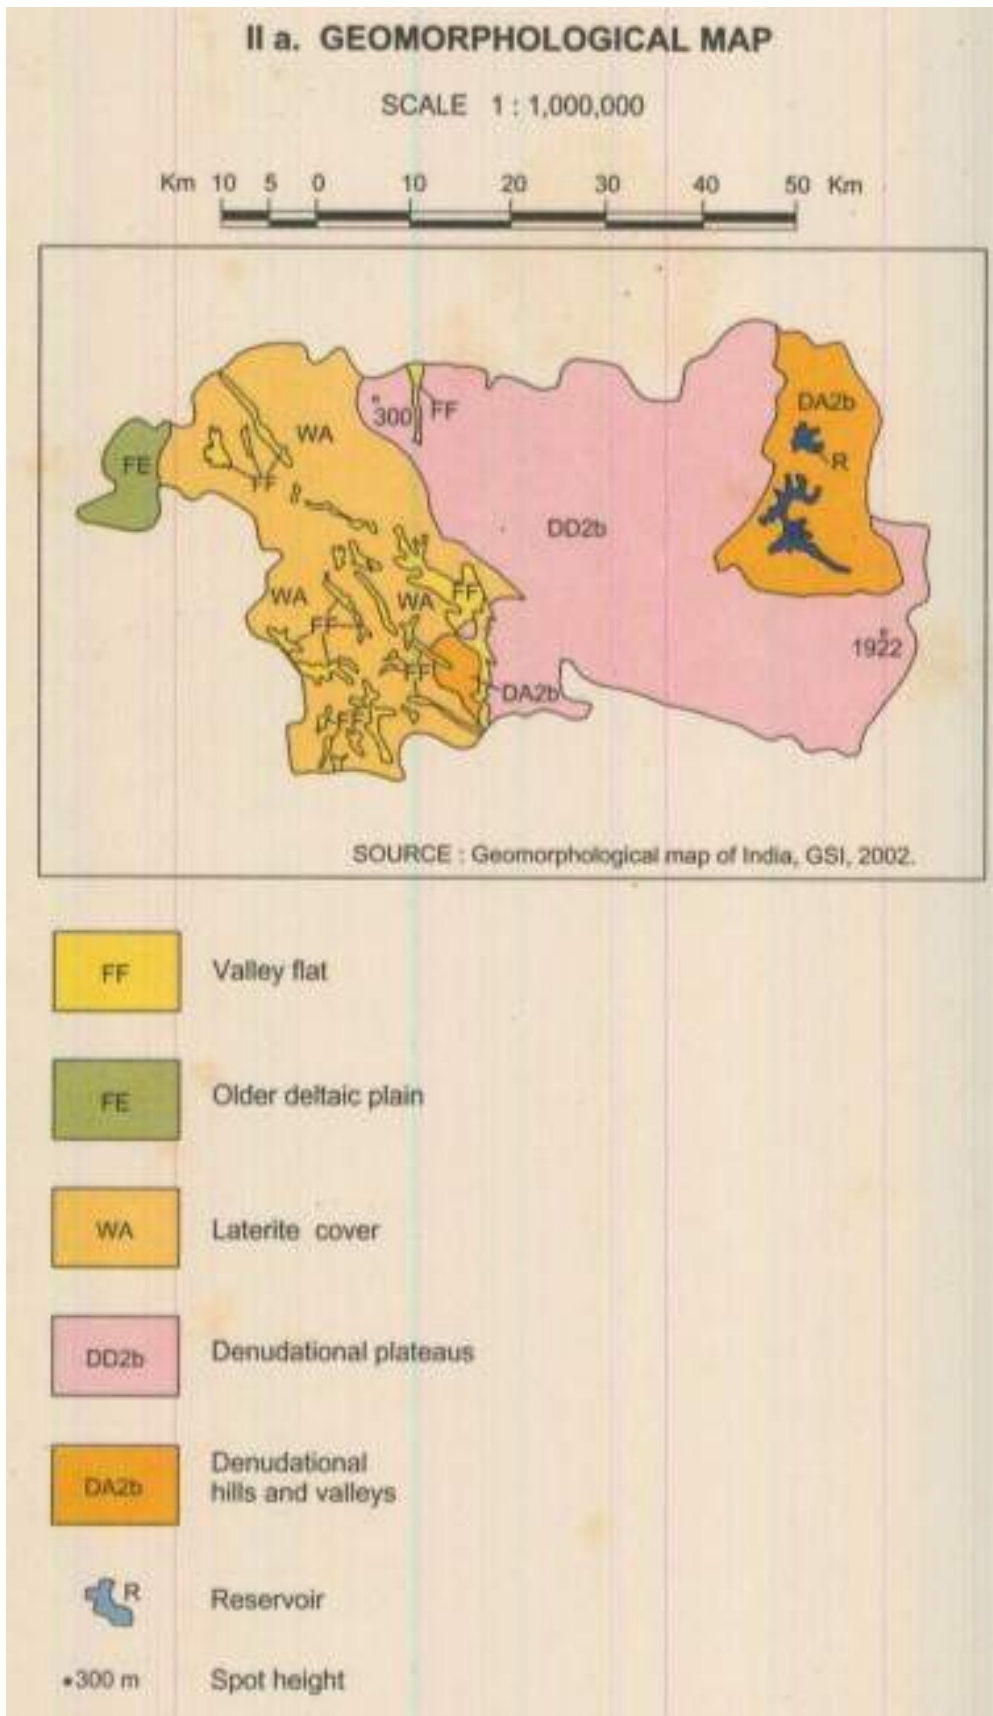 II a. GEOMORPHOLOGICAL MAP
SCALE 1 : 1,000,000
Km 10 5 0 10 20 30 40 50 Km
DA2b
300
FF
WA
R
FE
FF
DD2b
WA
WA
FF
FF
1922
FF
DA2b
FF
SOURCE : Geomorphological map of India, GSI, 2002.
FF Valley flat
FE Older deltaic plain
WA Laterite cover
DD2b Denudational plateaus
DA2b Denudational
hills and valleys
R Reservoir
•300 m Spot height